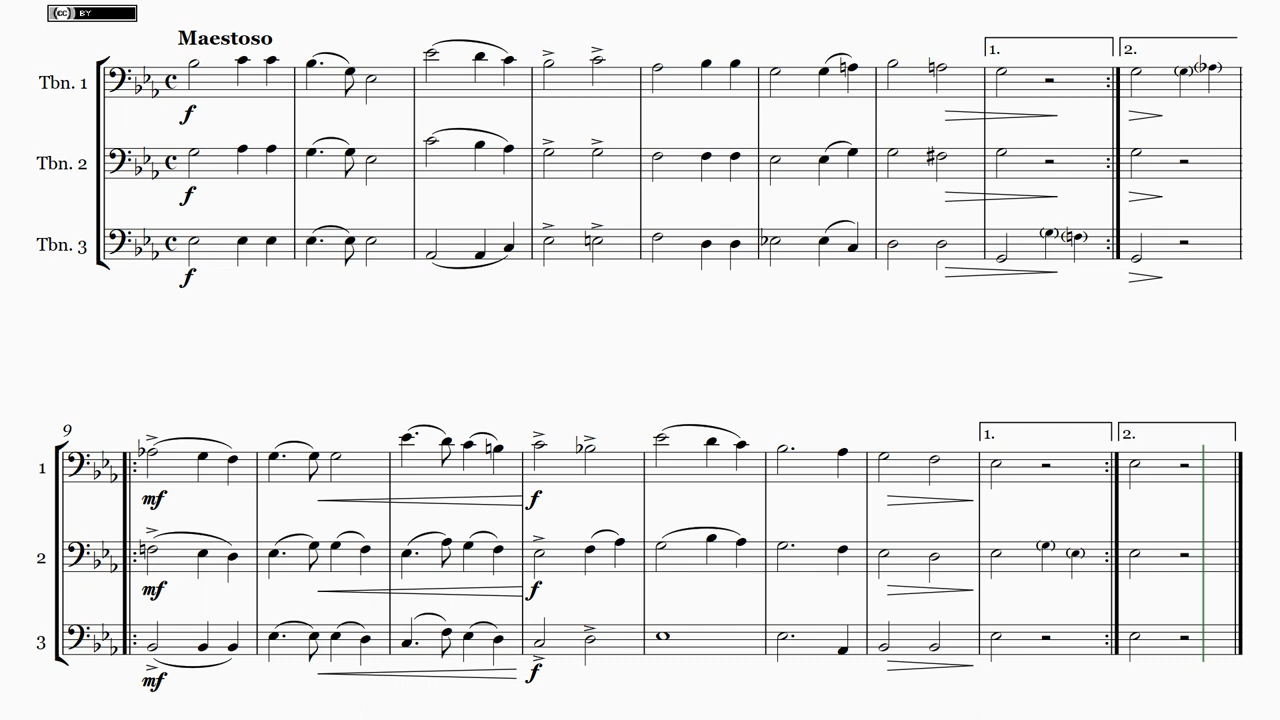 (cc) BY
Maestoso
1.
2.
Tbn. 1
f
Tbn. 2
f
Tbn. 3
f
9
1.
2.
1
mf
f
2
mf
f
3
mf
f